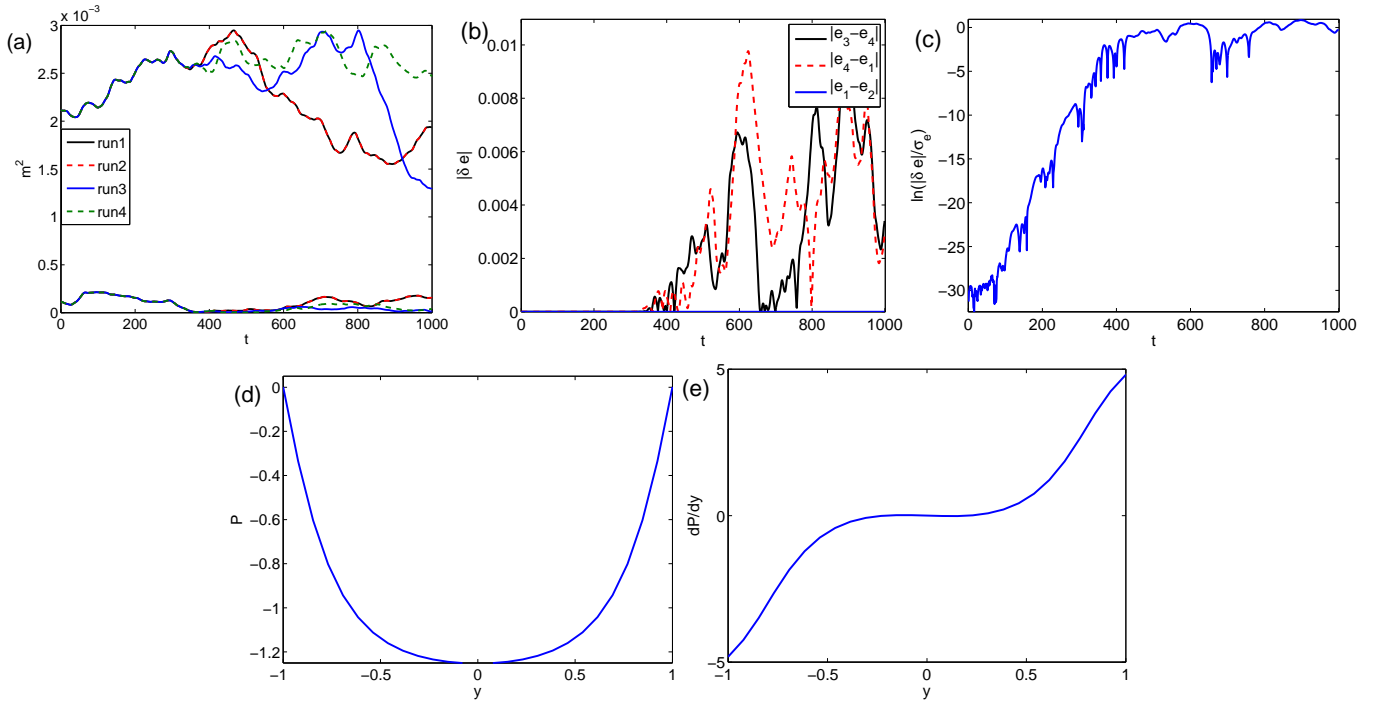 (a)
x 10⁻³
3
2.5
2
1.5
1
0.5
0
m²
run1
run2
run3
run4
0 200 400 600 800 1000
t
(b)
0.01
0.008
0.006
0.004
0.002
0
|δ e|
|e₃−e₄|
|e₄−e₁|
|e₁−e₂|
0 200 400 600 800 1000
t
(c)
0
−5
−10
−15
−20
−25
−30
ln(|δ e|/σₑ)
0 200 400 600 800 1000
t
(d)
0
−0.2
−0.4
−0.6
−0.8
−1
−1.2
P
−1 −0.5 0 0.5 1
y
(e)
5
0
−5
dP/dy
−1 −0.5 0 0.5 1
y